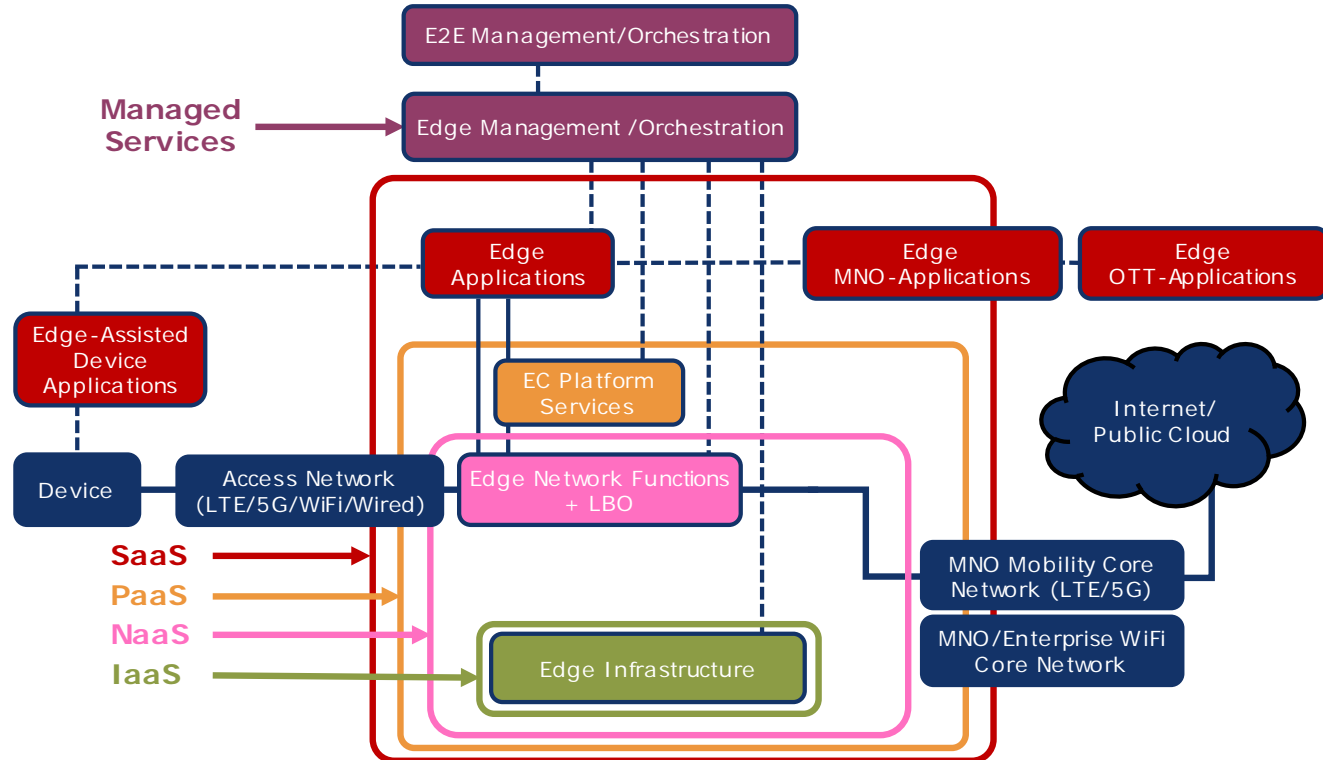 E2E Management/Orchestration
Managed
Services
Edge Management /Orchestration
Edge
Applications
Edge
MNO-Applications
Edge
OTT-Applications
Edge-Assisted
Device
Applications
EC Platform
Services
Internet/
Public Cloud
Device
Access Network
(LTE/5G/WiFi/Wired)
Edge Network Functions
+ LBO
SaaS
PaaS
NaaS
IaaS
MNO Mobility Core
Network (LTE/5G)
MNO/Enterprise WiFi
Core Network
Edge Infrastructure